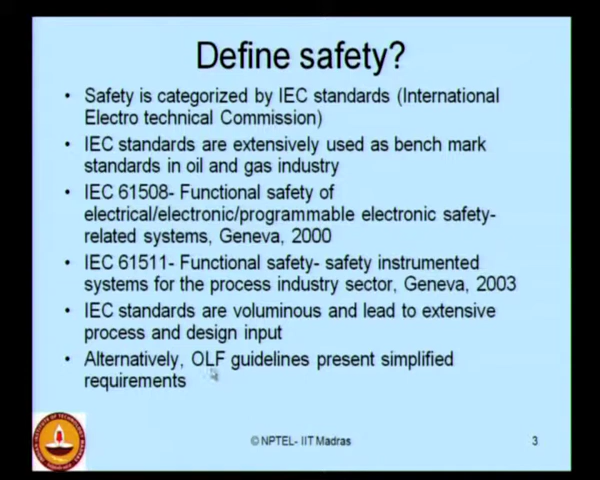 Define safety?
• Safety is categorized by IEC standards (International
Electro technical Commission)
• IEC standards are extensively used as bench mark
standards in oil and gas industry
• IEC 61508- Functional safety of
electrical/electronic/programmable electronic safety-
related systems, Geneva, 2000
• IEC 61511- Functional safety- safety instrumented
systems for the process industry sector, Geneva, 2003
• IEC standards are voluminous and lead to extensive
process and design input
• Alternatively, OLF guidelines present simplified
requirements
© NPTEL- IIT Madras
3